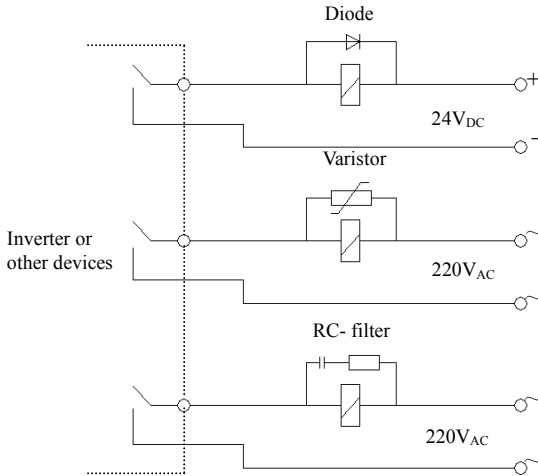 Diode
+
24VDC
−
Varistor
Inverter or
other devices
220VAC
RC- filter
220VAC